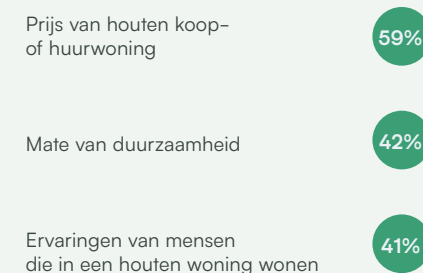 Prijs van houten koop-
of huurwoning
59%
Mate van duurzaamheid
42%
Ervaringen van mensen
die in een houten woning wonen
41%